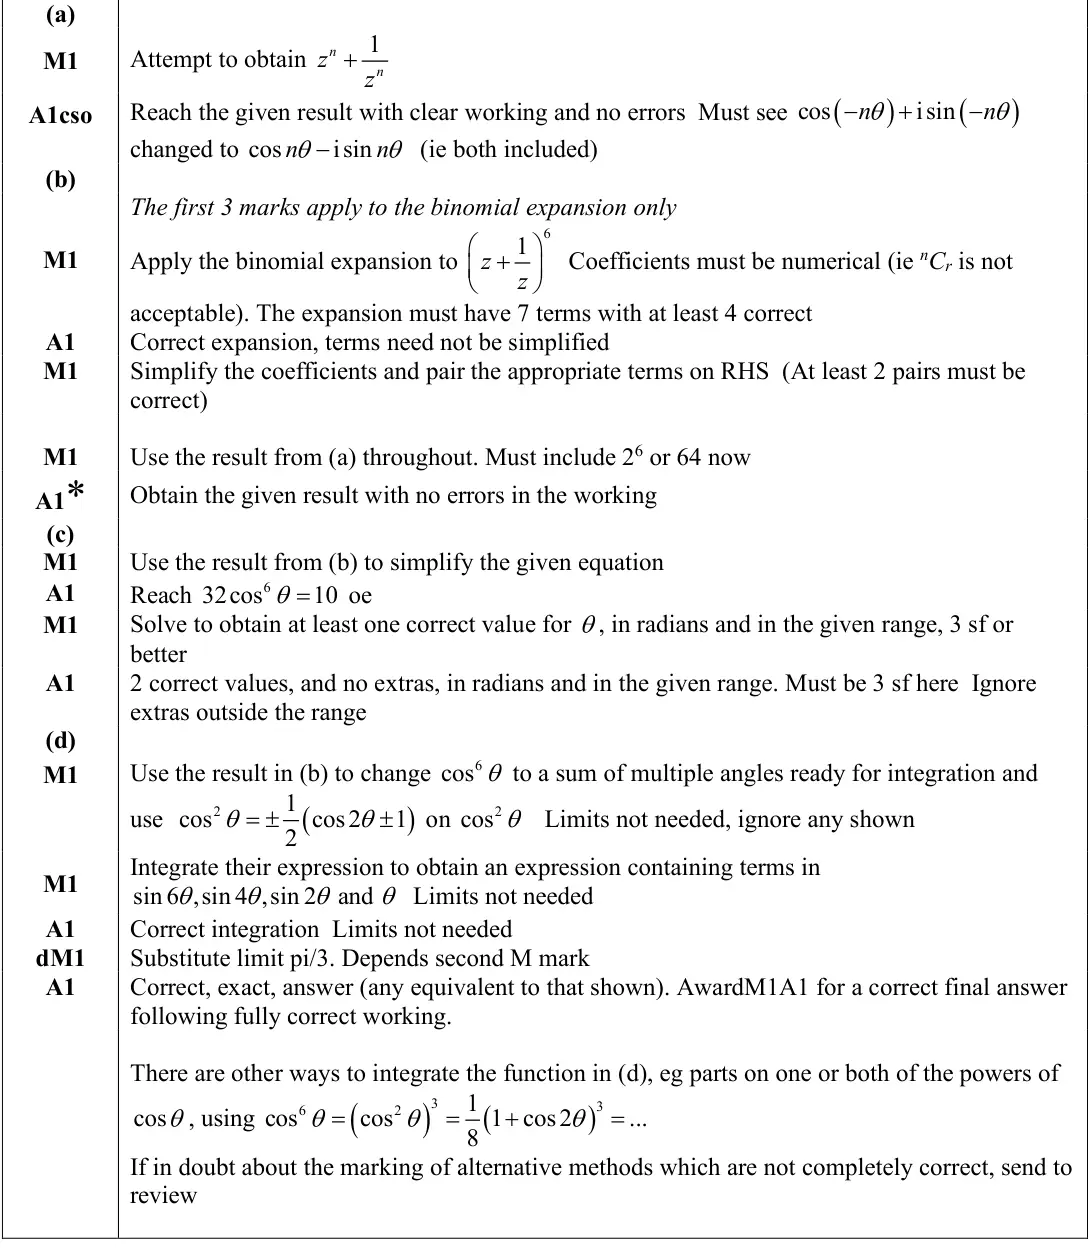 (a)
M1 Attempt to obtain zⁿ + 1/zⁿ
A1cso Reach the given result with clear working and no errors Must see cos(−nθ) + i sin(−nθ)
changed to cos nθ − i sin nθ (ie both included)
(b)
The first 3 marks apply to the binomial expansion only
M1 Apply the binomial expansion to (z + 1/z)⁶ Coefficients must be numerical (ie ⁿCᵣ is not
acceptable). The expansion must have 7 terms with at least 4 correct
A1 Correct expansion, terms need not be simplified
M1 Simplify the coefficients and pair the appropriate terms on RHS (At least 2 pairs must be
correct)
M1 Use the result from (a) throughout. Must include 2⁶ or 64 now
A1* Obtain the given result with no errors in the working
(c)
M1 Use the result from (b) to simplify the given equation
A1 Reach 32cos⁶ θ = 10 oe
M1 Solve to obtain at least one correct value for θ, in radians and in the given range, 3 sf or
better
A1 2 correct values, and no extras, in radians and in the given range. Must be 3 sf here Ignore
extras outside the range
(d)
M1 Use the result in (b) to change cos⁶ θ to a sum of multiple angles ready for integration and
use cos² θ = ±1/2(cos 2θ ± 1) on cos² θ Limits not needed, ignore any shown
M1 Integrate their expression to obtain an expression containing terms in
sin 6θ, sin 4θ, sin 2θ and θ Limits not needed
A1 Correct integration Limits not needed
dM1 Substitute limit pi/3. Depends second M mark
A1 Correct, exact, answer (any equivalent to that shown). AwardM1A1 for a correct final answer
following fully correct working.
There are other ways to integrate the function in (d), eg parts on one or both of the powers of
cos θ, using cos⁶ θ = (cos² θ)³ = 1/8(1 + cos 2θ)³ = ...
If in doubt about the marking of alternative methods which are not completely correct, send to
review